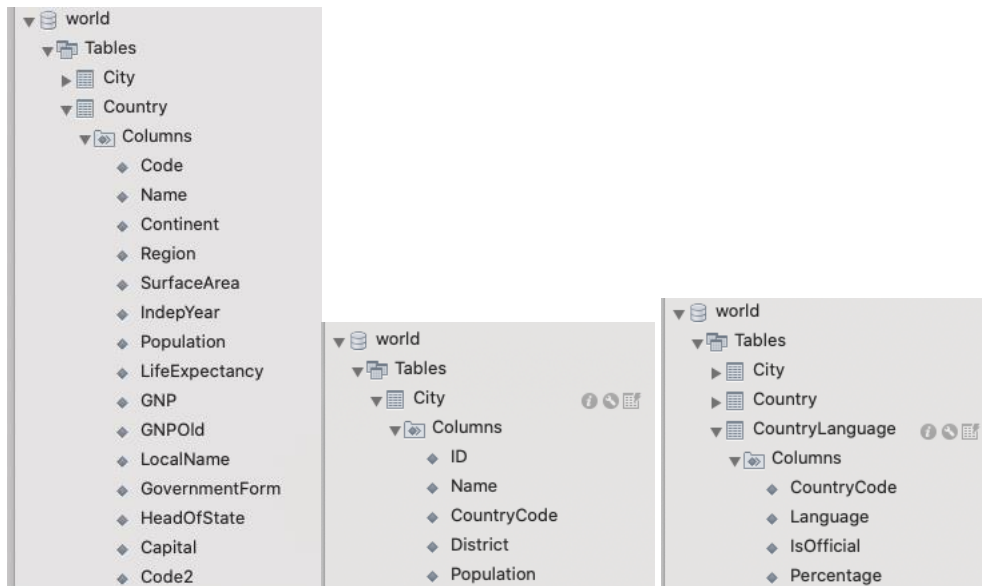 world
Tables
City
Country
Columns
Code
Name
Continent
Region
SurfaceArea
IndepYear
Population
LifeExpectancy
GNP
GNPOld
LocalName
GovernmentForm
HeadOfState
Capital
Code2
world
Tables
City
Columns
ID
Name
CountryCode
District
Population
world
Tables
City
Country
CountryLanguage
Columns
CountryCode
Language
IsOfficial
Percentage